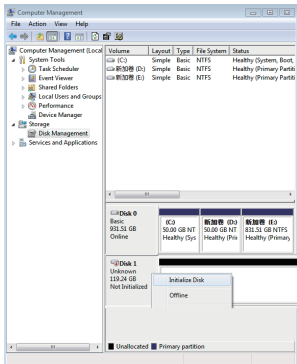 Computer Management
File Action View Help
Computer Management (Local
System Tools
Task Scheduler
Event Viewer
Shared Folders
Local Users and Groups
Performance
Device Manager
Storage
Disk Management
Services and Applications
Volume Layout Type File System Status
(C:) Simple Basic NTFS Healthy (System, Boot,
新加卷 (D:) Simple Basic NTFS Healthy (Primary Partiti
新加卷 (E:) Simple Basic NTFS Healthy (Primary Partiti
Disk 0
Basic
931.51 GB
Online
(C:)
50.00 GB NT
Healthy (Sys
新加卷 (D:)
50.00 GB NT
Healthy (Pri
新加卷 (E:)
831.51 GB NTFS
Healthy (Primary
Disk 1
Unknown
119.24 GB
Not Initialized
Initialize Disk
Offline
Unallocated Primary partition